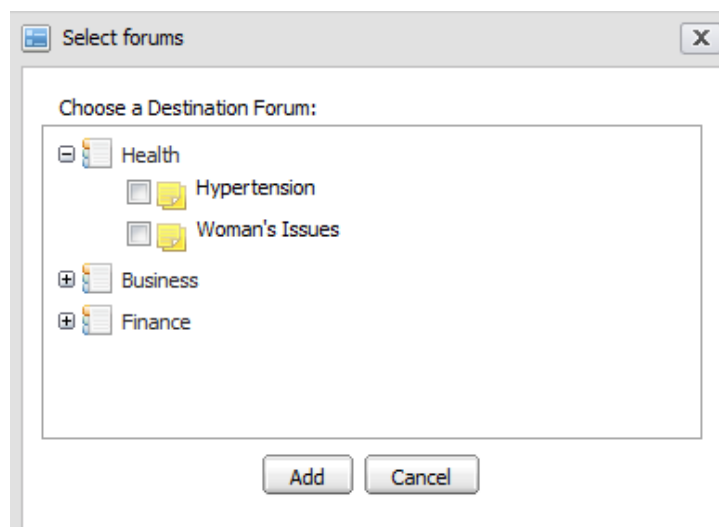 Select forums
Choose a Destination Forum:
Health
Hypertension
Woman's Issues
Business
Finance
Add Cancel